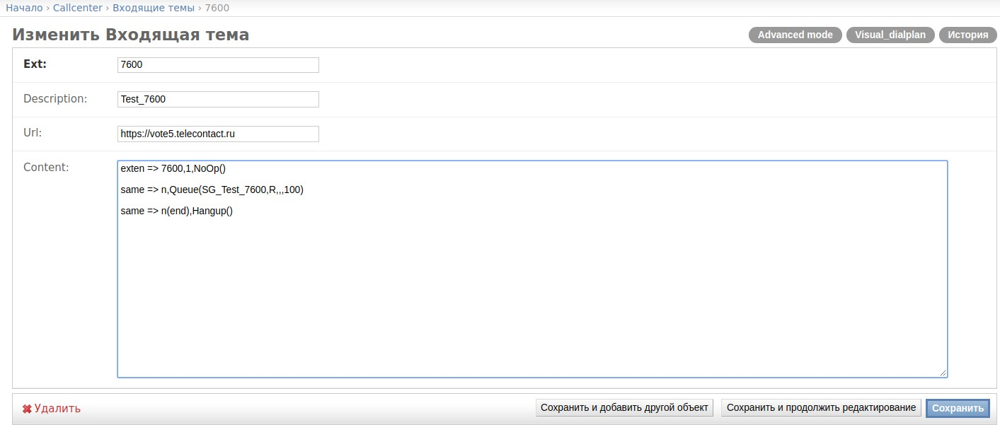 Начало › Callcenter › Входящие темы › 7600
Изменить Входящая тема
Advanced mode
Visual_dialplan
История
Ext:
7600
Description:
Test_7600
Url:
https://vote5.telecontact.ru
Content:
exten => 7600,1,NoOp()
same => n,Queue(SG_Test_7600,R,,,100)
same => n(end),Hangup()
Удалить
Сохранить и добавить другой объект
Сохранить и продолжить редактирование
Сохранить